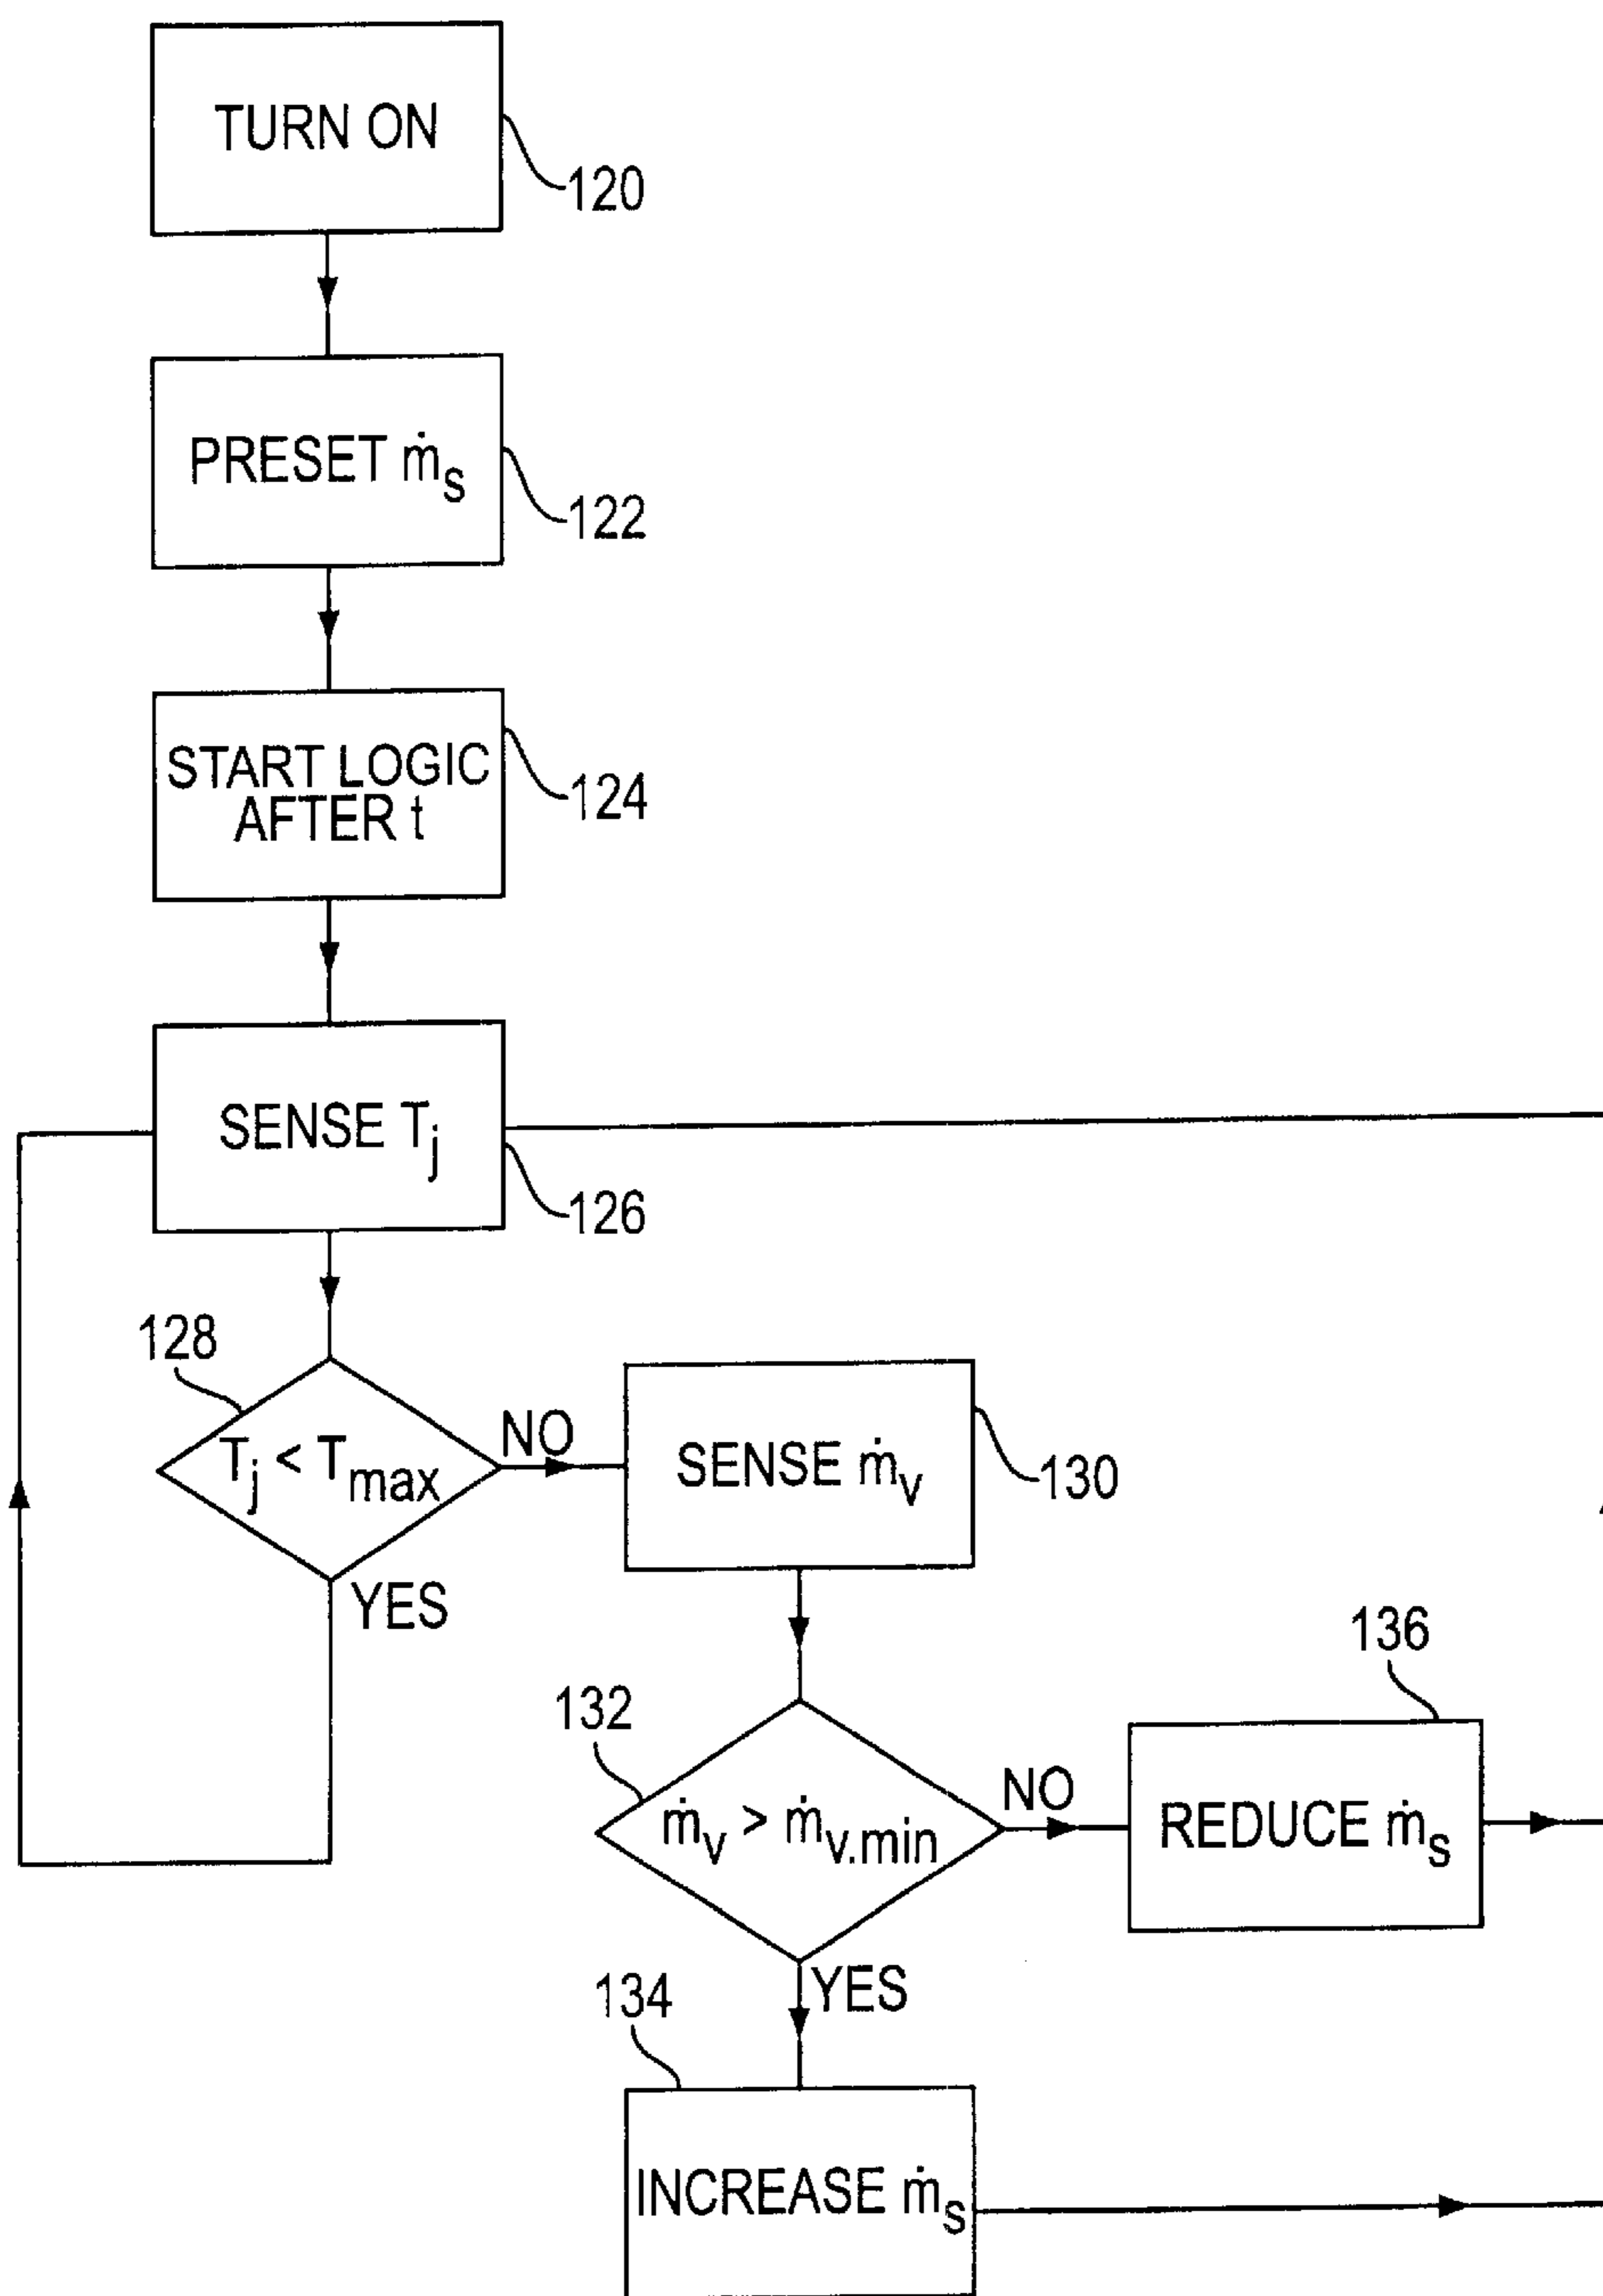 TURN ON
120
PRESET ṁs
122
START LOGIC
AFTER t
124
SENSE Tj
126
128
Tj < Tmax
NO
YES
SENSE ṁv
130
132
ṁv > ṁv.min
NO
YES
136
REDUCE ṁs
134
INCREASE ṁs